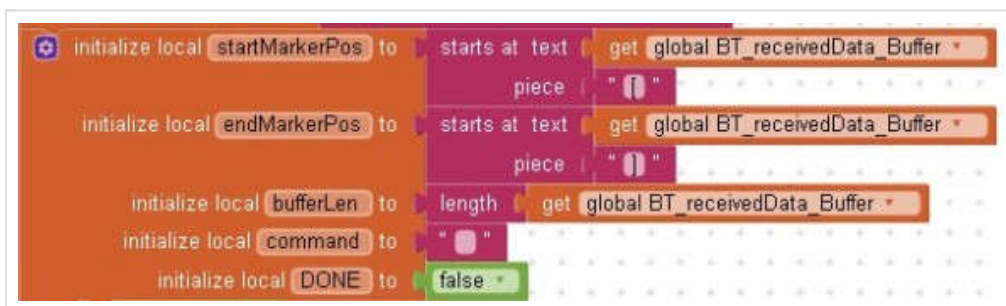 initialize local startMarkerPos to starts at text get global BT_receivedData_Buffer
piece " [ "
initialize local endMarkerPos to starts at text get global BT_receivedData_Buffer
piece " ] "
initialize local bufferLen to length get global BT_receivedData_Buffer
initialize local command to " "
initialize local DONE to false